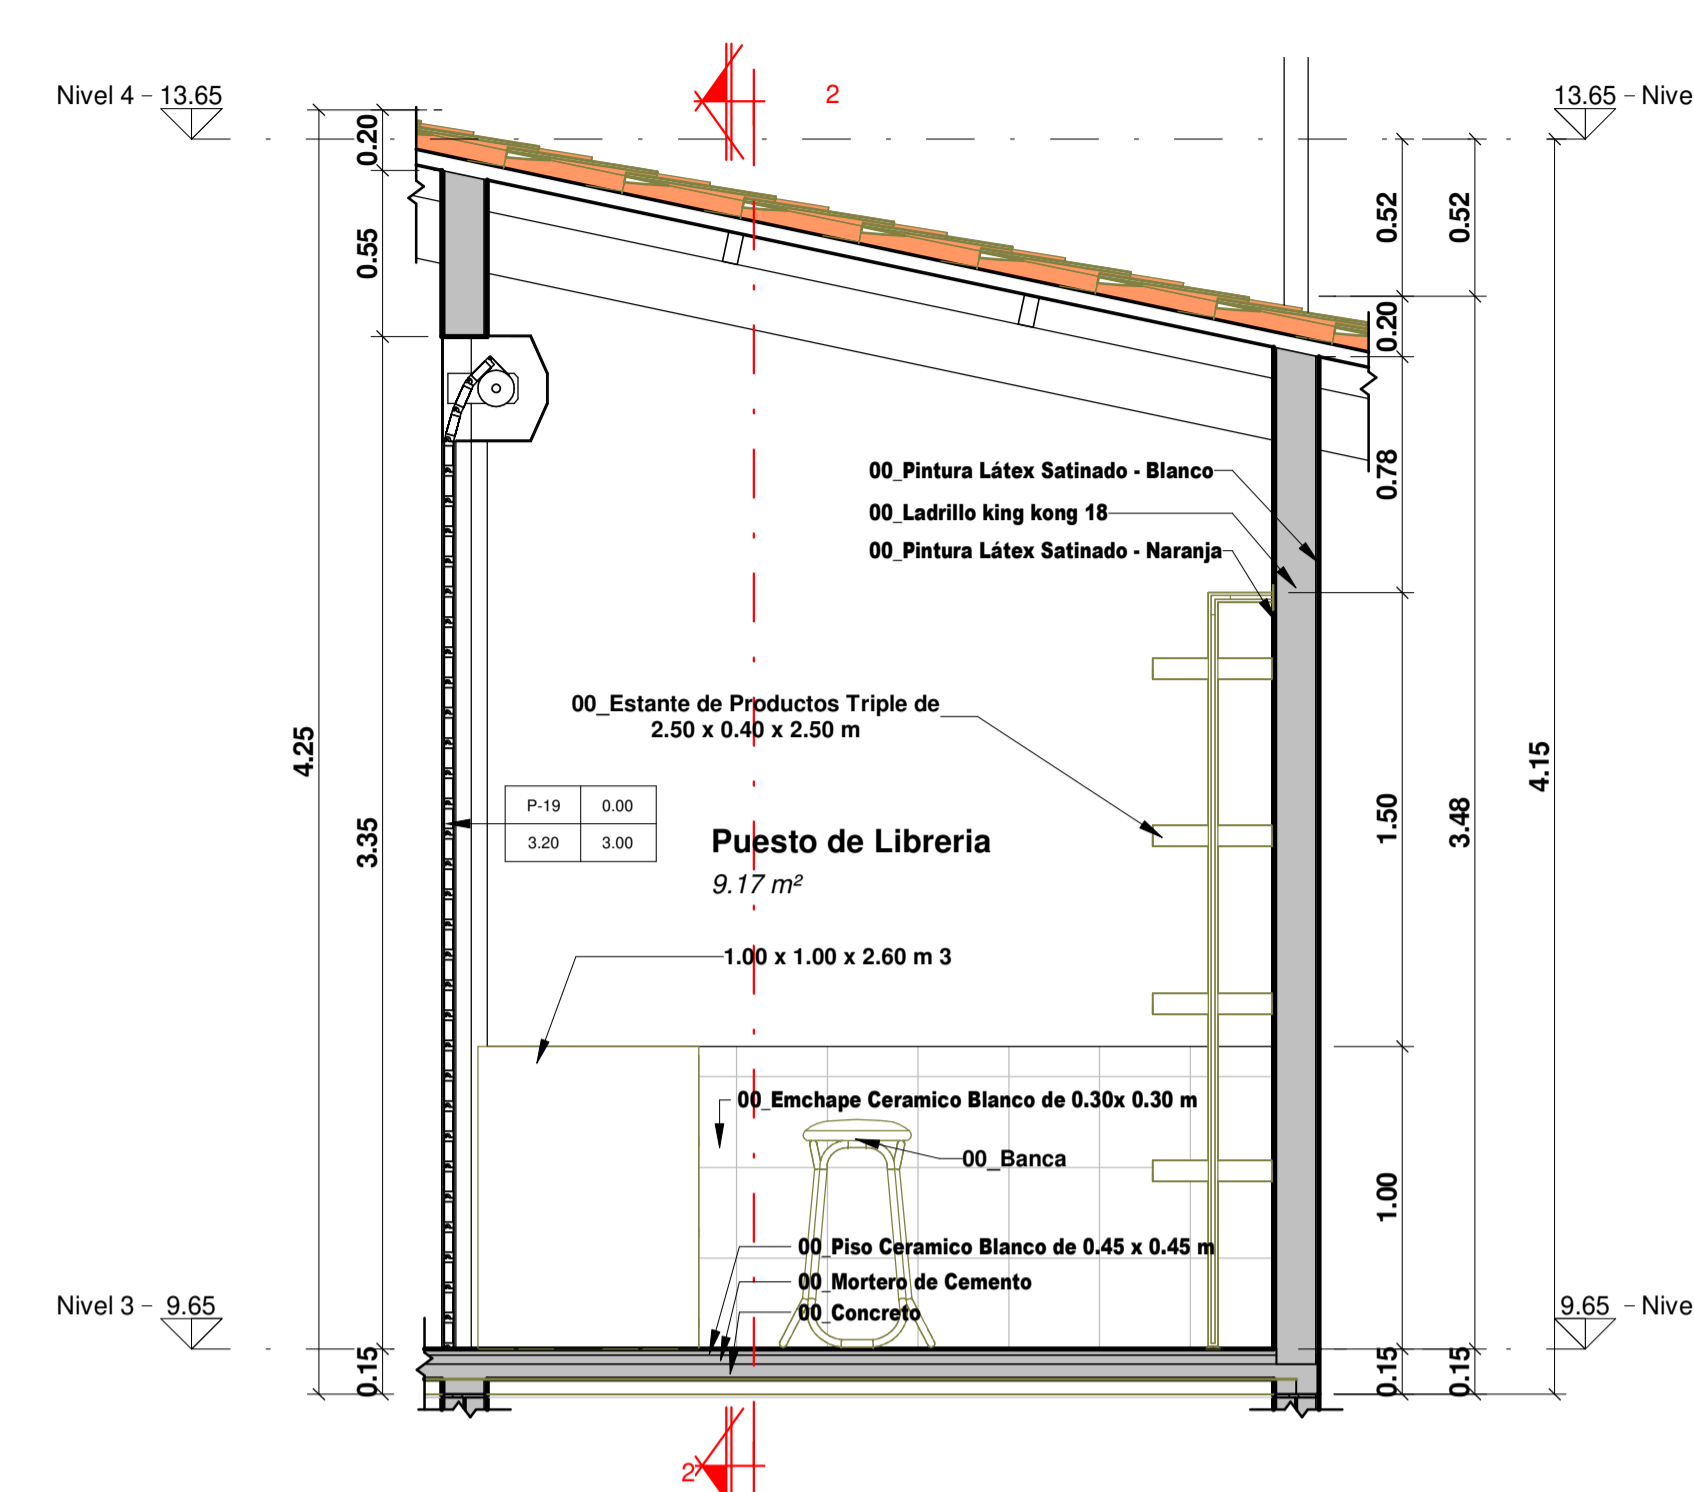 2
Nivel 4 - 13.65
13.65 - Nive
0.20
0.55
0.52
0.52
0.20
0.78
00_Pintura Látex Satinado - Blanco
00_Ladrillo king kong 18
00_Pintura Látex Satinado - Naranja
00_Estante de Productos Triple de
2.50 x 0.40 x 2.50 m
4.25
4.15
3.35
P-19 0.00
3.20 3.00
Puesto de Libreria
9.17 m²
1.50
3.48
1.00 x 1.00 x 2.60 m 3
00_Emchape Ceramico Blanco de 0.30x 0.30 m
00_Banca
1.00
00_Piso Ceramico Blanco de 0.45 x 0.45 m
00_Mortero de Cemento
00_Concreto
Nivel 3 - 9.65
9.65 - Nive
0.15
0.15
0.15
2